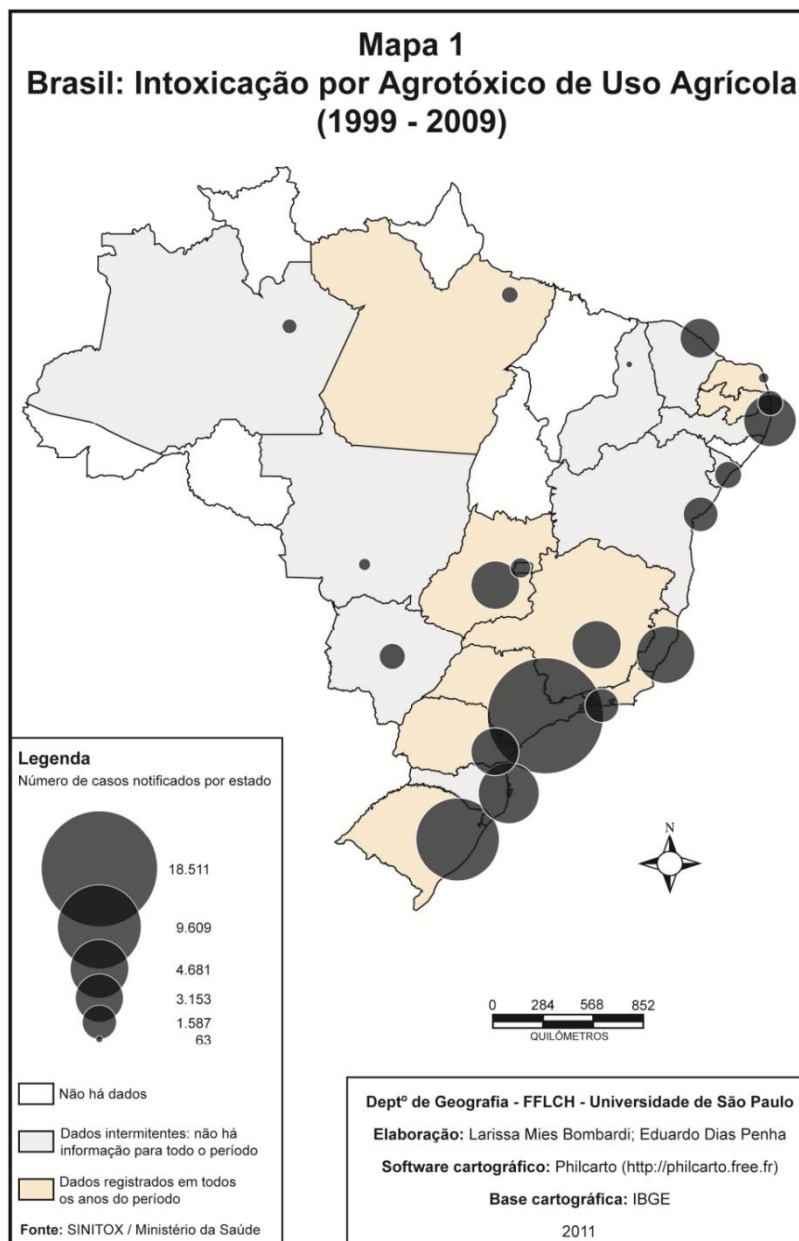 Mapa 1
Brasil: Intoxicação por Agrotóxico de Uso Agrícola
(1999 - 2009)
Legenda
Número de casos notificados por estado
18.511
9.609
4.681
3.153
1.587
63
Não há dados
Dados intermitentes: não há
informação para todo o período
Dados registrados em todos
os anos do período
Fonte: SINITOX / Ministério da Saúde
N
0 284 568 852
QUILÔMETROS
Deptº de Geografia - FFLCH - Universidade de São Paulo
Elaboração: Larissa Mies Bombardi; Eduardo Dias Penha
Software cartográfico: Philcarto (http://philcarto.free.fr)
Base cartográfica: IBGE
2011